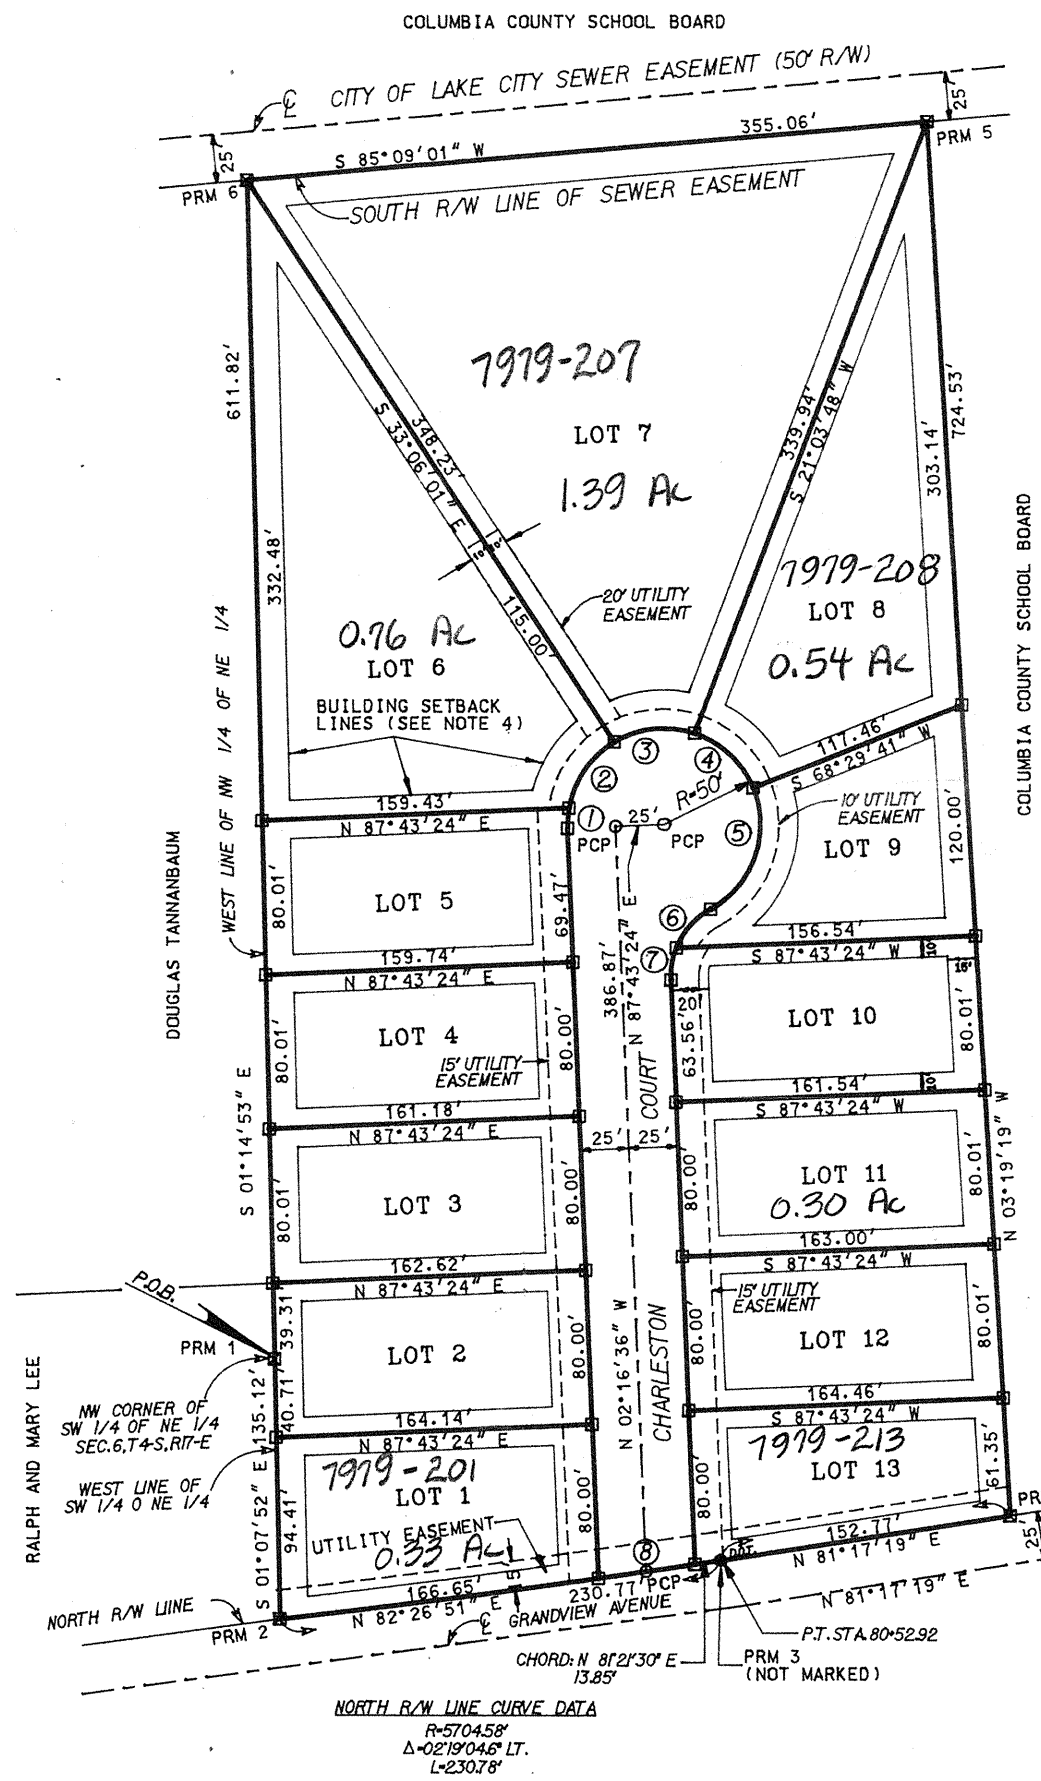 COLUMBIA COUNTY SCHOOL BOARD
℄ CITY OF LAKE CITY SEWER EASEMENT (50' R/W)
25'
25'
355.06'
S 85°09'01" W
PRM 5
PRM 6
SOUTH R/W LINE OF SEWER EASEMENT
611.82'
7979-207
LOT 7
1.39 Ac
348.23'
S 33°06'01" E
339.94'
S 21°03'48" W
724.53'
303.14'
332.48'
10'
115.00'
20' UTILITY
EASEMENT
7979-208
LOT 8
0.54 Ac
0.76 Ac
LOT 6
BUILDING SETBACK
LINES (SEE NOTE 4)
COLUMBIA COUNTY SCHOOL BOARD
WEST LINE OF NW 1/4 OF NE 1/4
DOUGLAS TANNANBAUM
117.46'
S 68°29'41" W
1
2
3
4
5
6
7
R=50'
25'
PCP
PCP
10' UTILITY
EASEMENT
LOT 9
120.00'
159.43'
N 87°43'24" E
LOT 5
80.01'
69.47'
159.74'
N 87°43'24" E
386.87'
N 87°43'24" E
156.54'
S 87°43'24" W
10'
LOT 4
80.01'
80.00'
15' UTILITY
EASEMENT
20'
63.56'
LOT 10
80.01'
10'
161.18'
N 87°43'24" E
161.54'
S 87°43'24" W
S 01°14'53" E
25'
25'
COURT
LOT 3
80.01'
80.00'
80.00'
LOT 11
0.30 Ac
80.01'
N 03°19'19" W
162.62'
N 87°43'24" E
163.00'
S 87°43'24" W
P.O.B.
PRM 1
39.31'
LOT 2
80.00'
N 02°16'36" W
CHARLESTON
80.00'
15' UTILITY
EASEMENT
LOT 12
80.01'
RALPH AND MARY LEE
NW CORNER OF
SW 1/4 OF NE 1/4
SEC.6,T4-S,R17-E
135.12'
40.71'
164.14'
N 87°43'24" E
164.46'
S 87°43'24" W
WEST LINE OF
SW 1/4 O NE 1/4
7979-201
LOT 1
UTILITY EASEMENT
0.33 Ac
S 01°07'52" E
94.41'
80.00'
80.00'
7979-213
LOT 13
61.35'
152.77'
N 81°17'19" E
25'
8
PCP
166.65'
N 82°26'51" E
230.77'
GRANDVIEW AVENUE
NORTH R/W LIINE
PRM 2
℄
N 81°17'19" E
P.T. STA. 80+52.92
PRM 3
(NOT MARKED)
CHORD: N 81°21'30" E
13.85'
NORTH R/W LINE CURVE DATA
R=5704.58'
Δ=02°19'04.6" LT.
L=230.78'